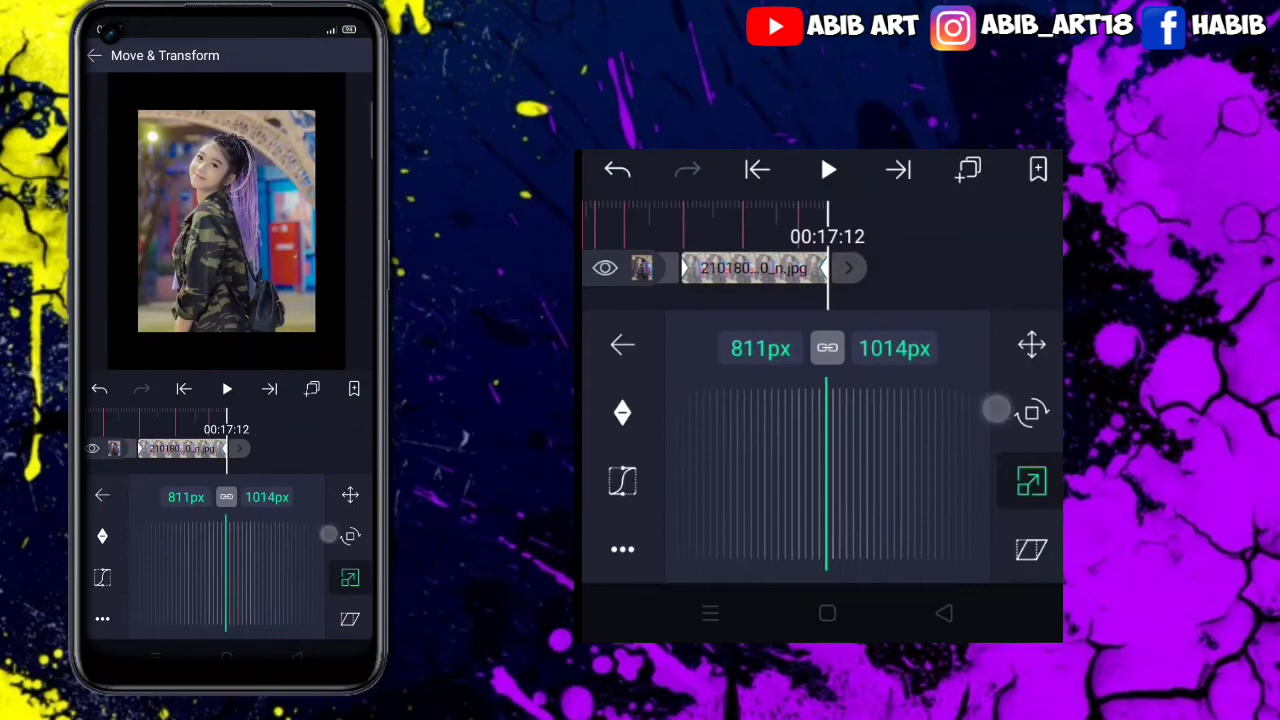 ABIB ART
ABIB_ART18
HABIB
Move & Transform
00:17:12
210180...0_n.jpg
811px
1014px
00:17:12
210180...0_n.jpg
811px
1014px